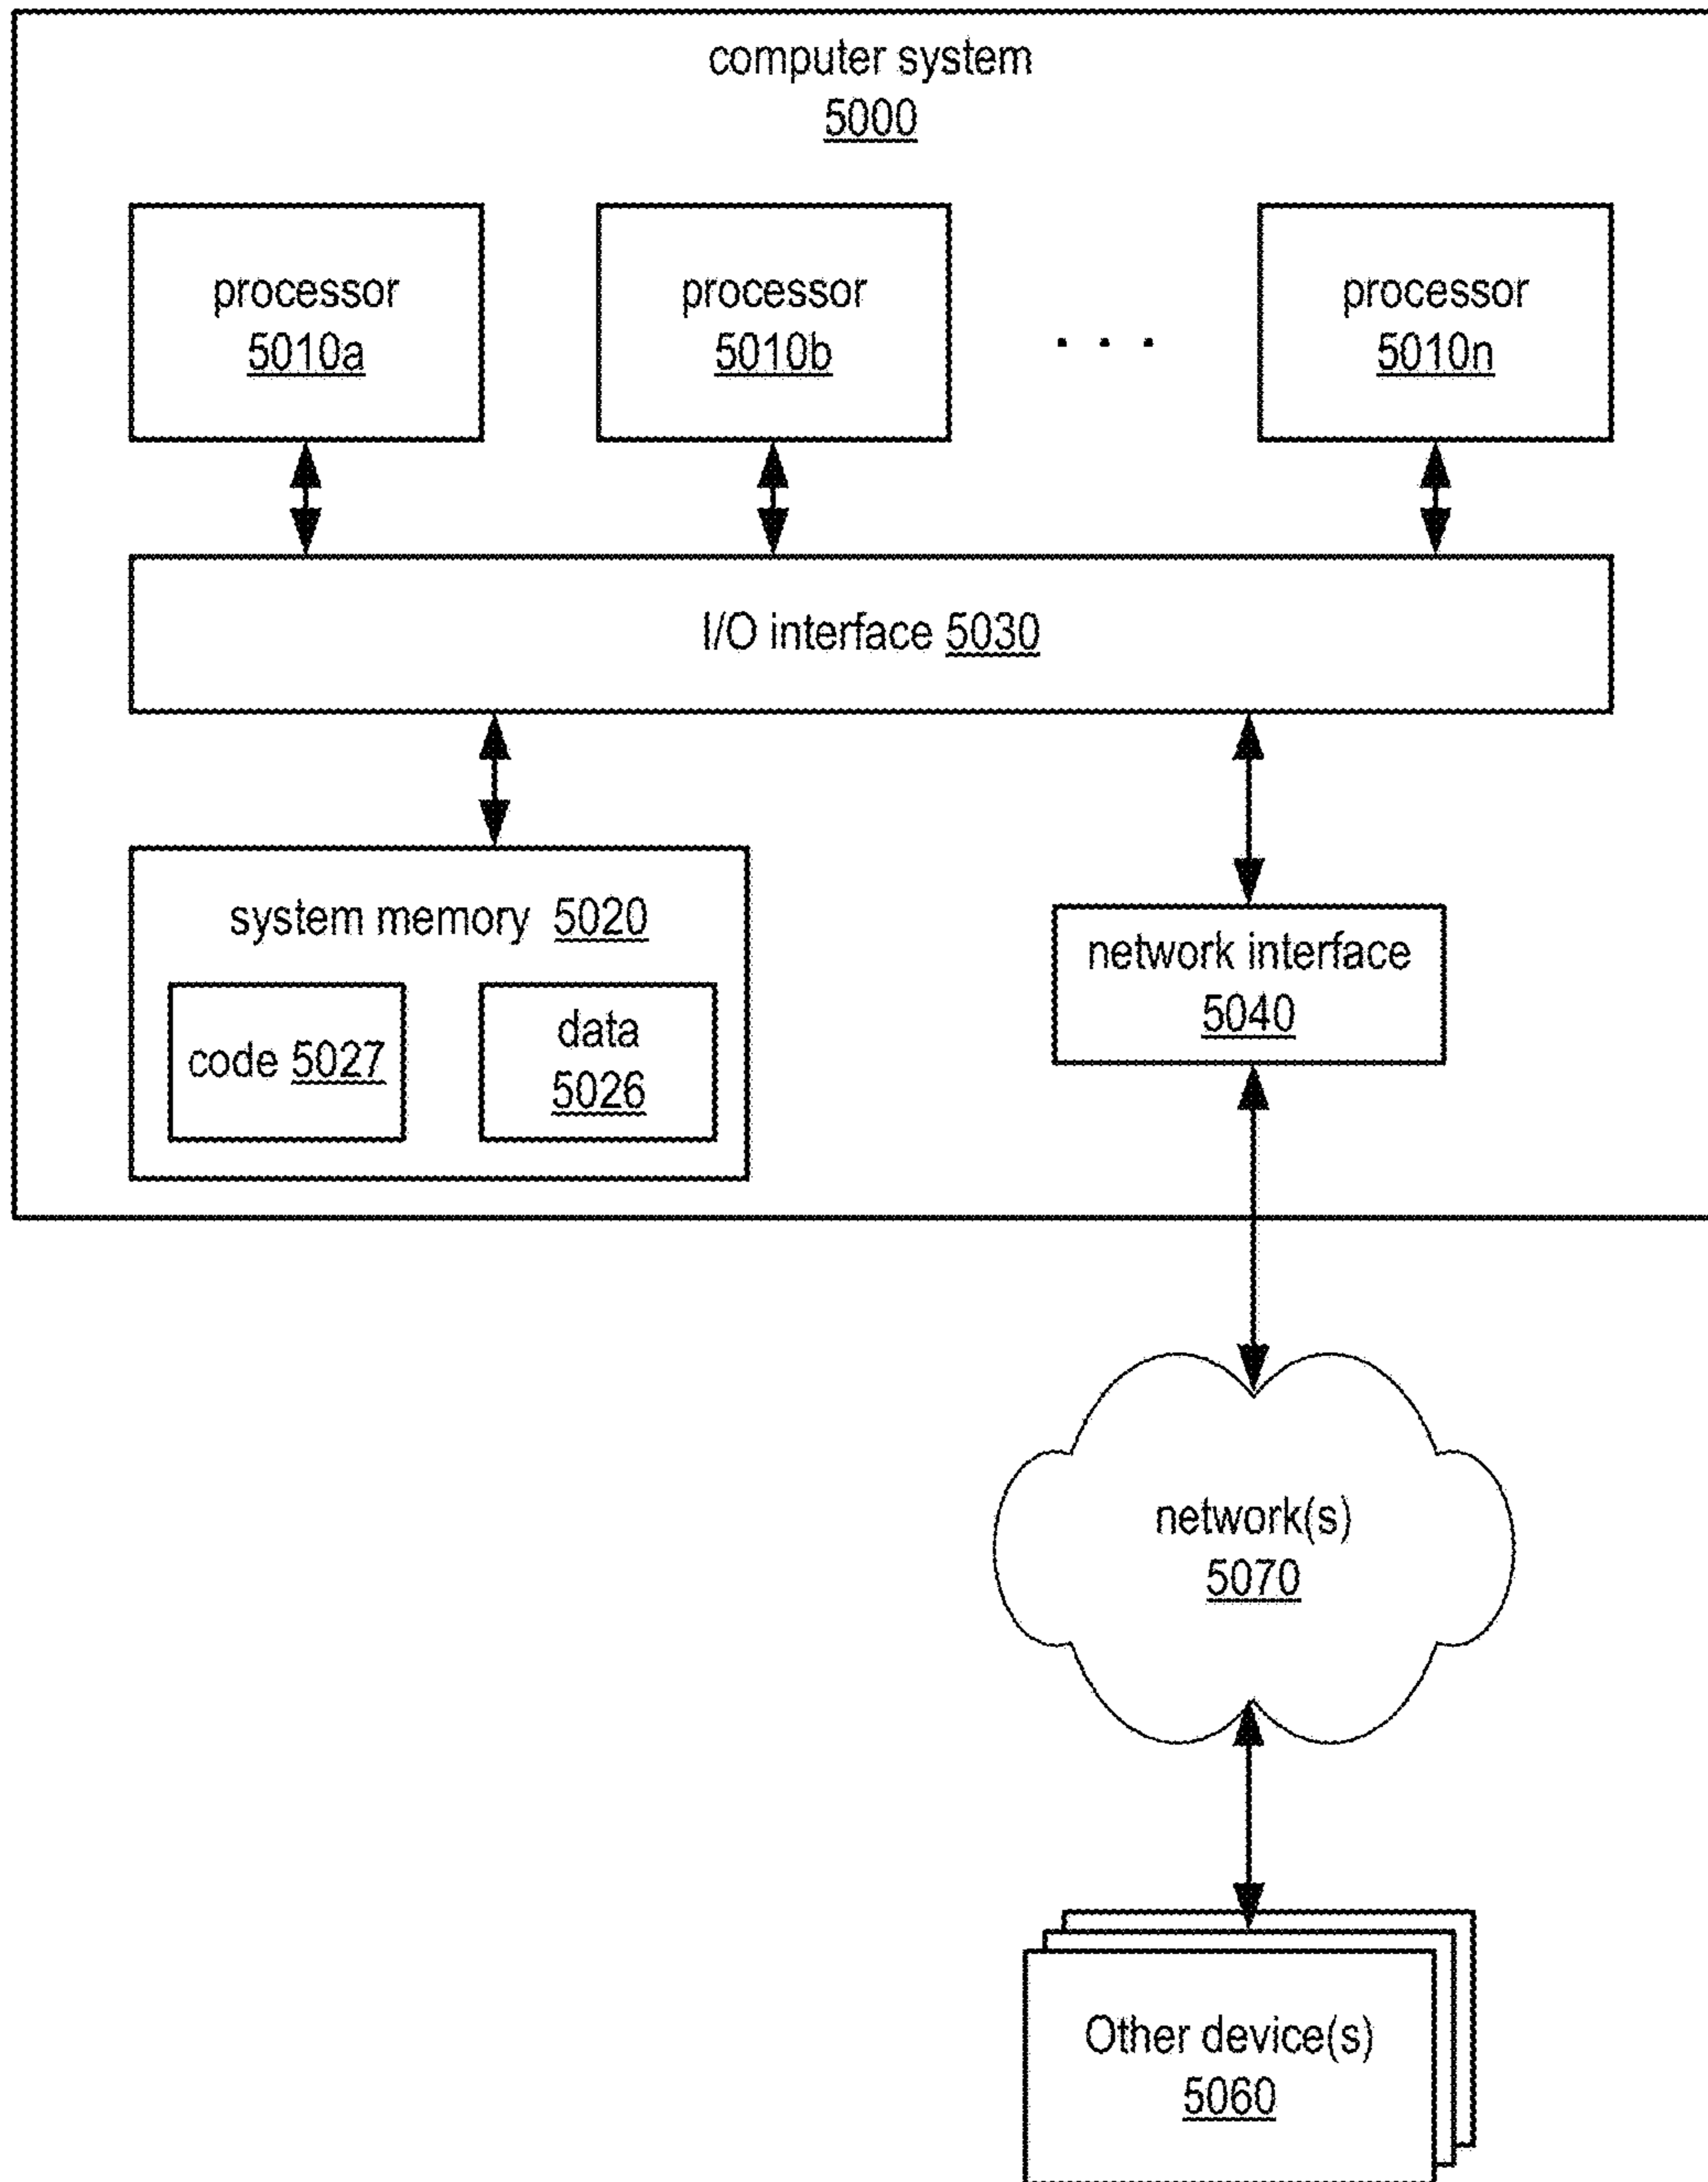 computer system
5000
processor
5010a
processor
5010b
. . .
processor
5010n
I/O interface 5030
system memory 5020
code 5027
data
5026
network interface
5040
network(s)
5070
Other device(s)
5060